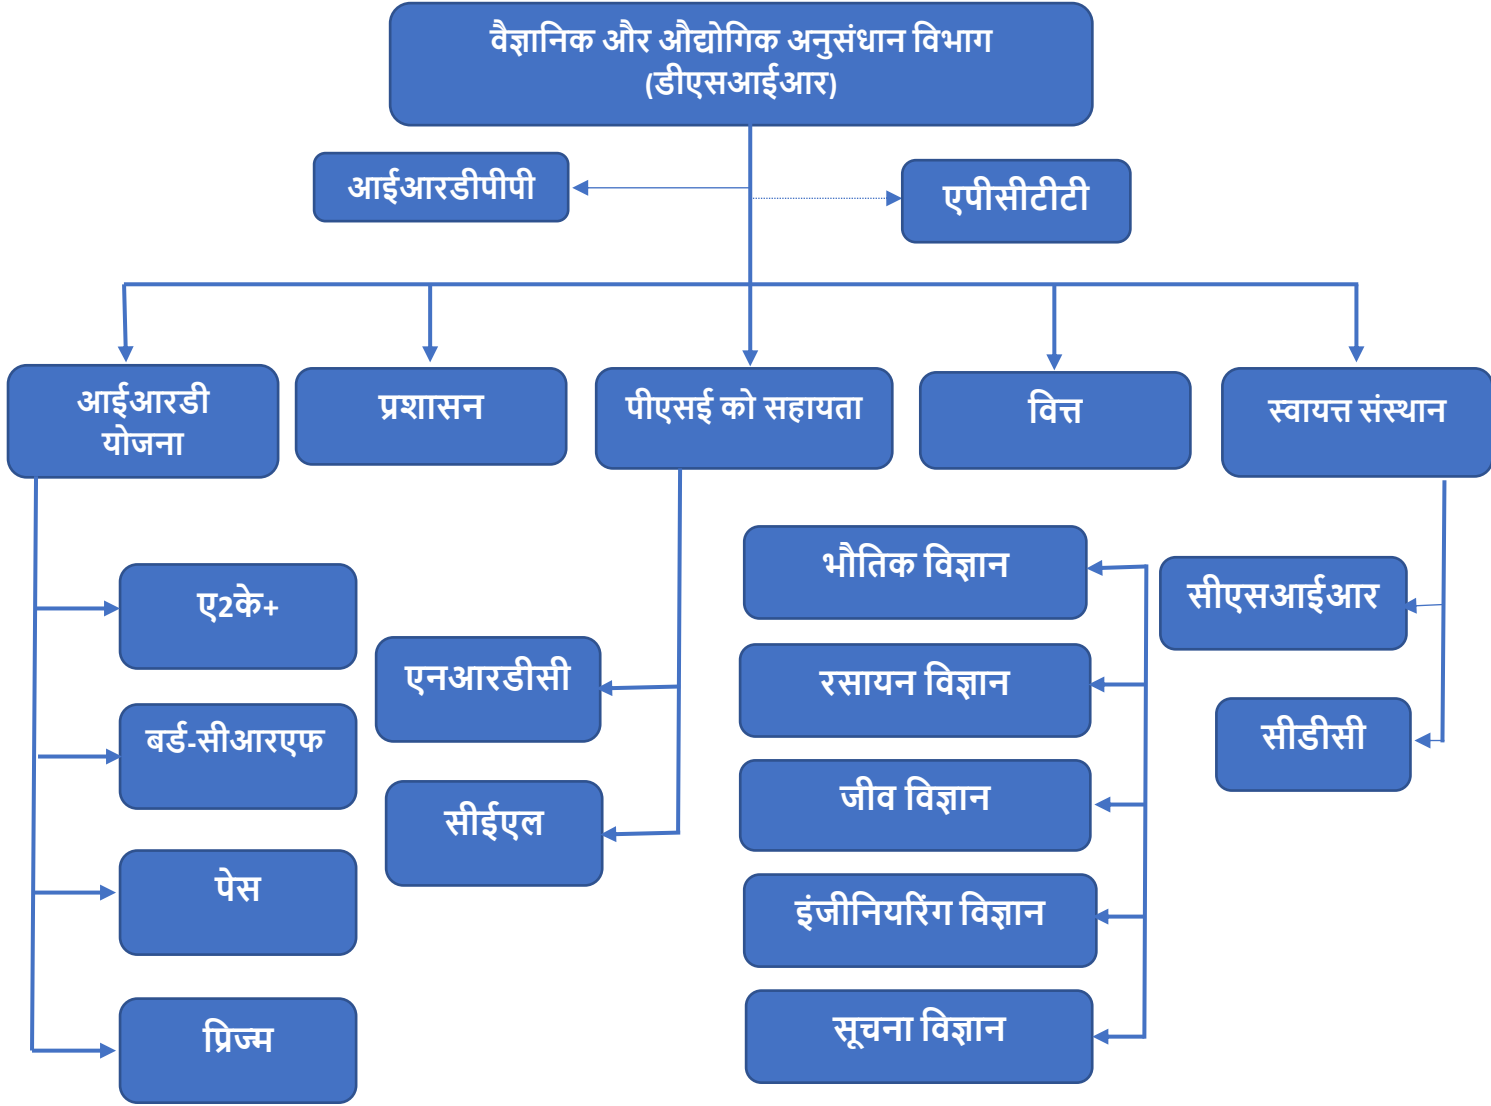 वैज्ञानिक और औद्योगिक अनुसंधान विभाग
(डीएसआईआर)
आईआरडीपीपी
एपीसीटीटी
आईआरडी
योजना
प्रशासन
पीएसई को सहायता
वित्त
स्वायत्त संस्थान
ए2के+
बर्ड-सीआरएफ
पेस
प्रिज्म
एनआरडीसी
सीईएल
भौतिक विज्ञान
रसायन विज्ञान
जीव विज्ञान
इंजीनियरिंग विज्ञान
सूचना विज्ञान
सीएसआईआर
सीडीसी